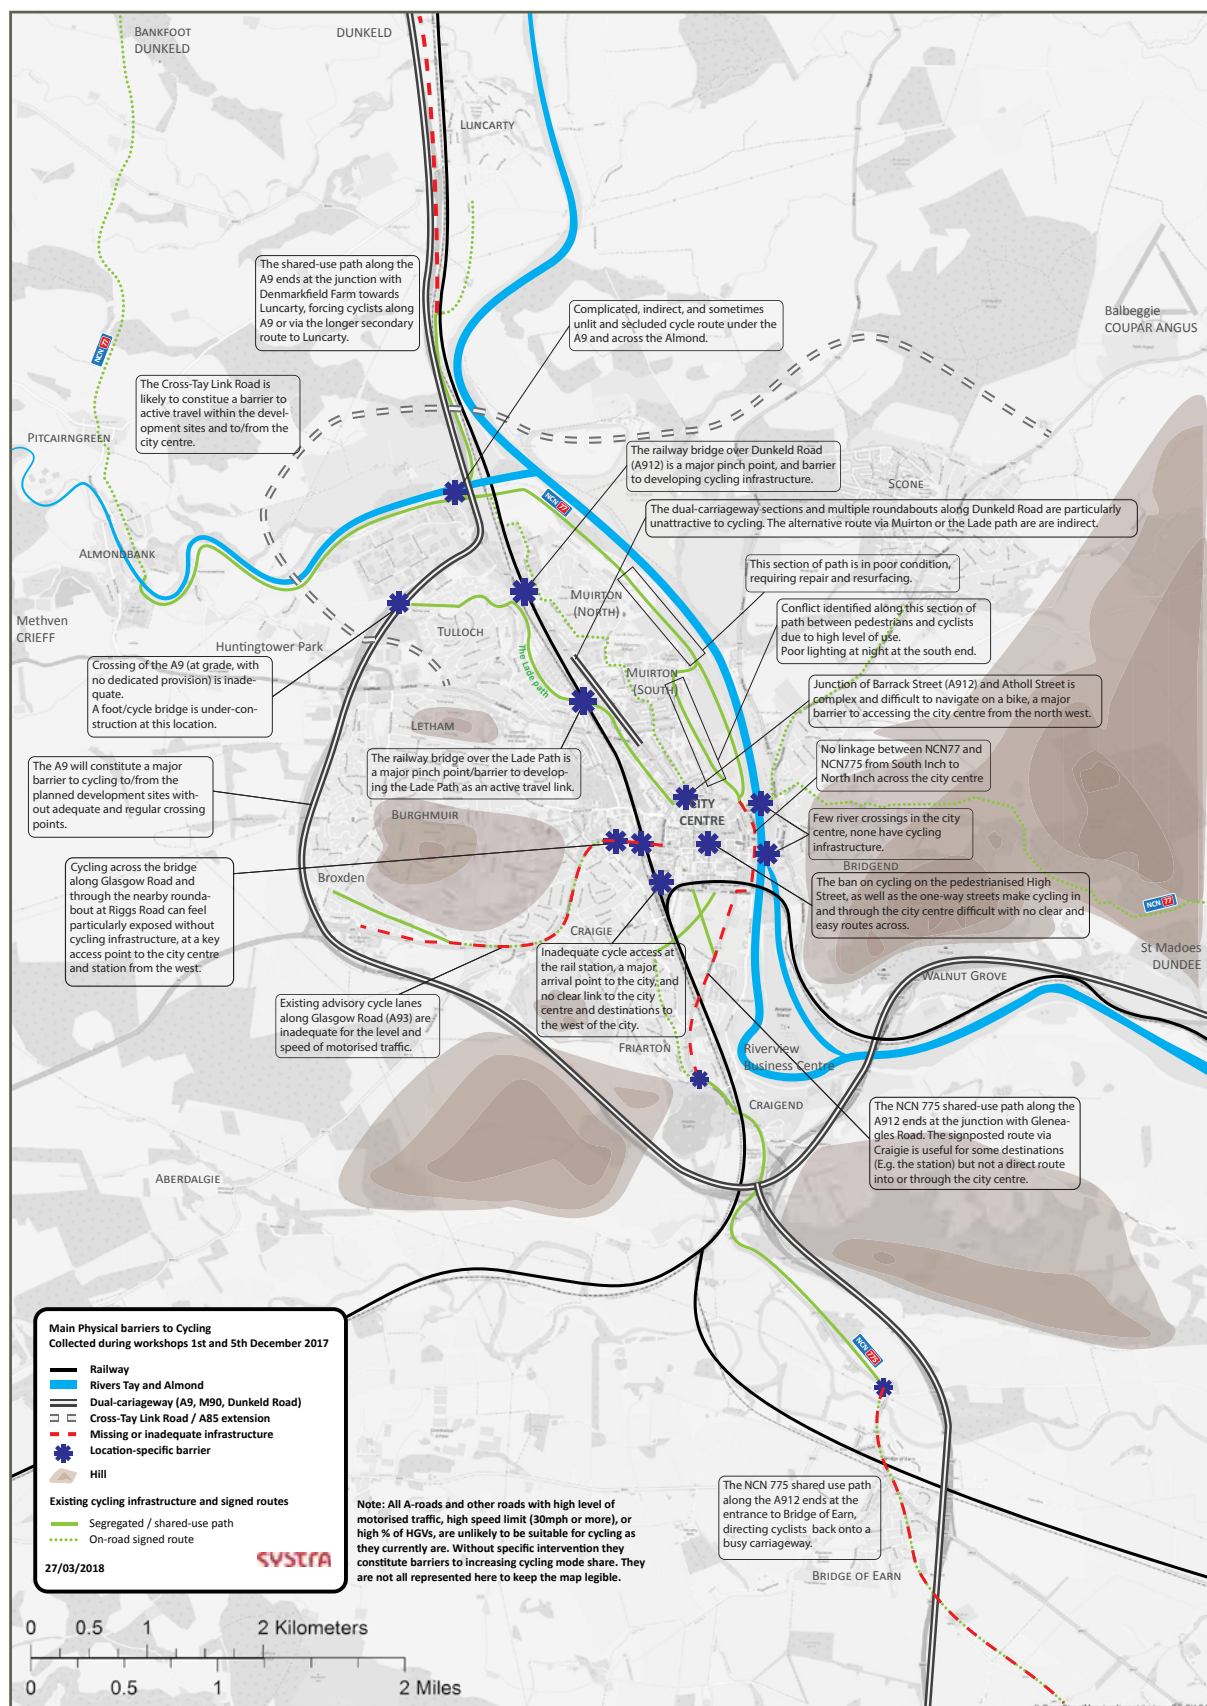 BANKFOOT
DUNKELD
DUNKELD
LUNCARTY
The shared-use path along the
A9 ends at the junction with
Denmarkfield Farm towards
Luncarty, forcing cyclists along
A9 or via the longer secondary
route to Luncarty.
Complicated, indirect, and sometimes
unlit and secluded cycle route under the
A9 and across the Almond.
Balbeggie
COUPAR ANGUS
NCN 77
The Cross-Tay Link Road is
likely to constitue a barrier to
active travel within the devel-
opment sites and to/from the
city centre.
PITCAIRNGREEN
The railway bridge over Dunkeld Road
(A912) is a major pinch point, and barrier
to developing cycling infrastructure.
SCONE
NCN 77
The dual-carriageway sections and multiple roundabouts along Dunkeld Road are particularly
unattractive to cycling. The alternative route via Muirton or the Lade path are are indirect.
ALMONDBANK
This section of path is in poor condition,
requiring repair and resurfacing.
MUIRTON
(NORTH)
Conflict identified along this section of
path between pedestrians and cyclists
due to high level of use.
Poor lighting at night at the south end.
Methven
CRIEFF
TULLOCH
Huntingtower Park
The Lade path
Crossing of the A9 (at grade, with
no dedicated provision) is inade-
quate.
A foot/cycle bridge is under-con-
struction at this location.
MUIRTON
(SOUTH)
Junction of Barrack Street (A912) and Atholl Street is
complex and difficult to navigate on a bike, a major
barrier to accessing the city centre from the north west.
LETHAM
The railway bridge over the Lade Path is
a major pinch point/barrier to develop-
ing the Lade Path as an active travel link.
No linkage between NCN77 and
NCN775 from South Inch to
North Inch across the city centre
The A9 will constitute a major
barrier to cycling to/from the
planned development sites with-
out adequate and regular crossing
points.
BURGHMUIR
CITY
CENTRE
Few river crossings in the city
centre, none have cycling
infrastructure.
BRIDGEND
Cycling across the bridge
along Glasgow Road and
through the nearby rounda-
bout at Riggs Road can feel
particularly exposed without
cycling infrastructure, at a key
access point to the city centre
and station from the west.
Broxden
The ban on cycling on the pedestrianised High
Street, as well as the one-way streets make cycling in
and through the city centre difficult with no clear and
easy routes across.
NCN 77
CRAIGIE
St Madoes
DUNDEE
Inadequate cycle access at
the rail station, a major
arrival point to the city, and
no clear link to the city
centre and destinations to
the west of the city.
WALNUT GROVE
Existing advisory cycle lanes
along Glasgow Road (A93) are
inadequate for the level and
speed of motorised traffic.
FRIARTON
Riverview
Business Centre
CRAIGEND
The NCN 775 shared-use path along the
A912 ends at the junction with Glenea-
gles Road. The signposted route via
Craigie is useful for some destinations
(E.g. the station) but not a direct route
into or through the city centre.
ABERDALGIE
Main Physical barriers to Cycling
Collected during workshops 1st and 5th December 2017
Railway
Rivers Tay and Almond
Dual-cariageway (A9, M90, Dunkeld Road)
Cross-Tay Link Road / A85 extension
Missing or inadequate infrastructure
Location-specific barrier
Hill
Existing cycling infrastructure and signed routes
Segregated / shared-use path
On-road signed route
27/03/2018
SYSTRA
NCN 775
Note: All A-roads and other roads with high level of
motorised traffic, high speed limit (30mph or more), or
high % of HGVs, are unlikely to be suitable for cycling as
they currently are. Without specific intervention they
constitute barriers to increasing cycling mode share. They
are not all represented here to keep the map legible.
The NCN 775 shared use path
along the A912 ends at the
entrance to Bridge of Earn,
directing cyclists back onto a
busy carriageway.
BRIDGE OF EARN
0 0.5 1 2 Kilometers
0 0.5 1 2 Miles